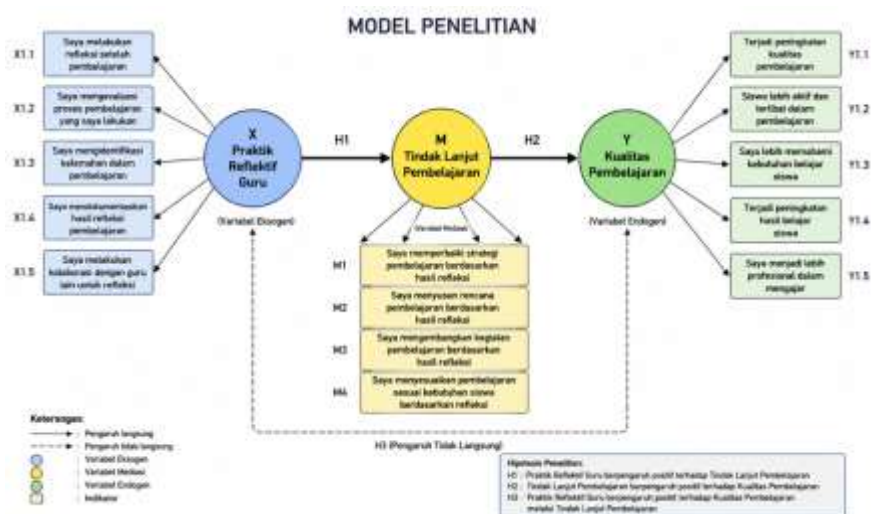 MODEL PENELITIAN
X1.1
Saya melakukan
refleksi setelah
pembelajaran
X1.2
Saya mengevaluasi
proses pembelajaran
yang saya lakukan
X1.3
Saya mengidentifikasi
kelemahan dalam
pembelajaran
X1.4
Saya mendokumentasikan
hasil refleksi
pembelajaran
X1.5
Saya melakukan
kolaborasi dengan guru
lain untuk refleksi
X
Praktik
Reflektif
Guru
(Variabel Eksogen)
H1
M
Tindak Lanjut
Pembelajaran
(Variabel Mediasi)
H2
Y
Kualitas
Pembelajaran
(Variabel Endogen)
M1
Saya memperbaiki strategi
pembelajaran berdasarkan
hasil refleksi
M2
Saya menyusun rencana
pembelajaran berdasarkan
hasil refleksi
M3
Saya mengembangkan kegiatan
pembelajaran berdasarkan
hasil refleksi
M4
Saya menyesuaikan pembelajaran
sesuai kebutuhan siswa
berdasarkan refleksi
Terjadi peningkatan
kualitas
pembelajaran
Y1.1
Siswa lebih aktif dan
terlibat dalam
pembelajaran
Y1.2
Saya lebih memahami
kebutuhan belajar
siswa
Y1.3
Terjadi peningkatan
hasil belajar
siswa
Y1.4
Saya menjadi lebih
profesional dalam
mengajar
Y1.5
H3 (Pengaruh Tidak Langsung)
Keterangan:
: Pengaruh langsung
: Pengaruh tidak langsung
: Variabel Eksogen
: Variabel Mediasi
: Variabel Endogen
: Indikator
Hipotesis Penelitian:
H1 : Praktik Reflektif Guru berpengaruh positif terhadap Tindak Lanjut Pembelajaran
H2 : Tindak Lanjut Pembelajaran berpengaruh positif terhadap Kualitas Pembelajaran
H3 : Praktik Reflektif Guru berpengaruh positif terhadap Kualitas Pembelajaran
melalui Tindak Lanjut Pembelajaran